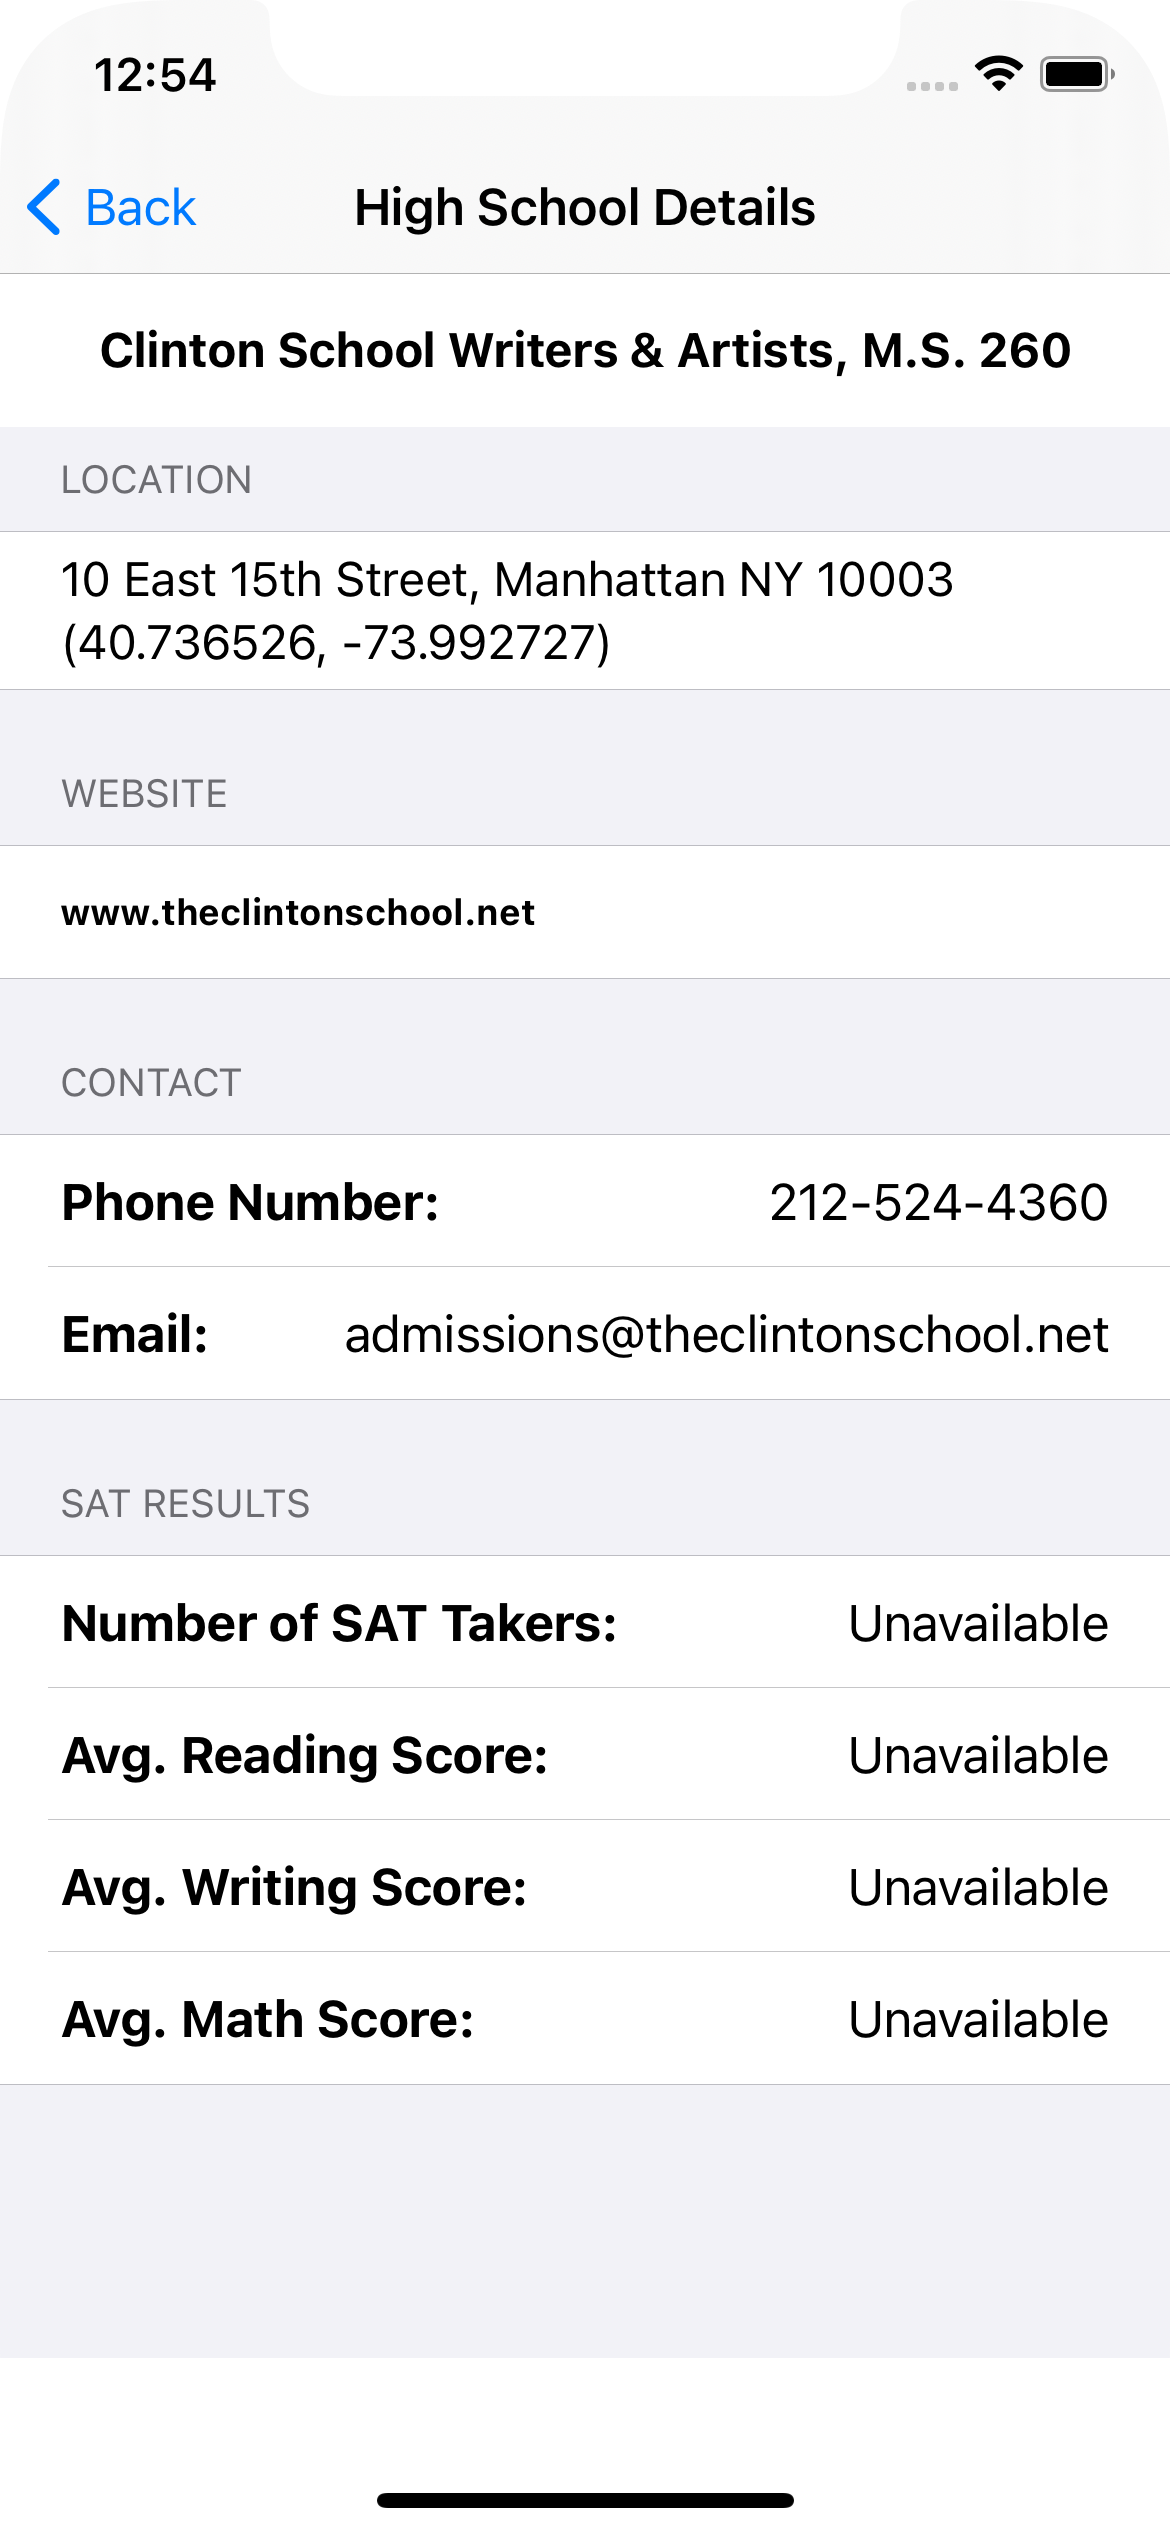 12:54
Back
High School Details
Clinton School Writers & Artists, M.S. 260
LOCATION
10 East 15th Street, Manhattan NY 10003
(40.736526, -73.992727)
WEBSITE
www.theclintonschool.net
CONTACT
Phone Number: 212-524-4360
Email: admissions@theclintonschool.net
SAT RESULTS
Number of SAT Takers: Unavailable
Avg. Reading Score: Unavailable
Avg. Writing Score: Unavailable
Avg. Math Score: Unavailable